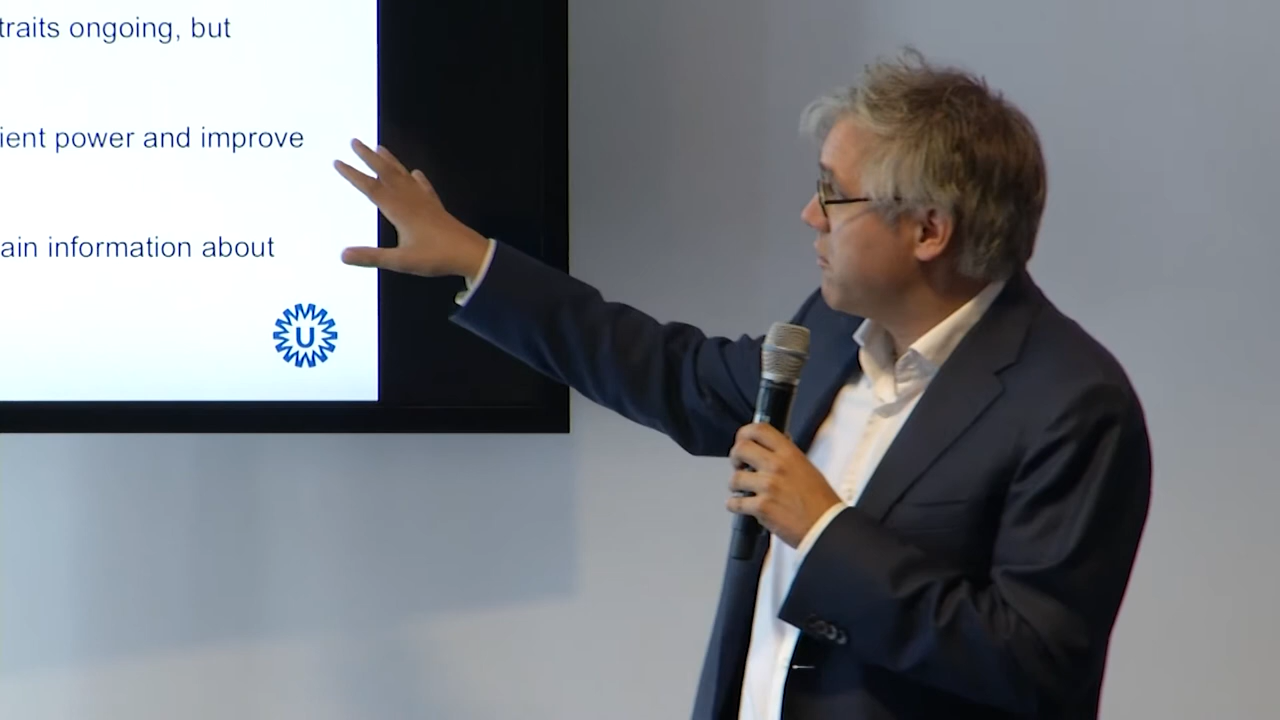 traits ongoing, but
ient power and improve
ain information about
U